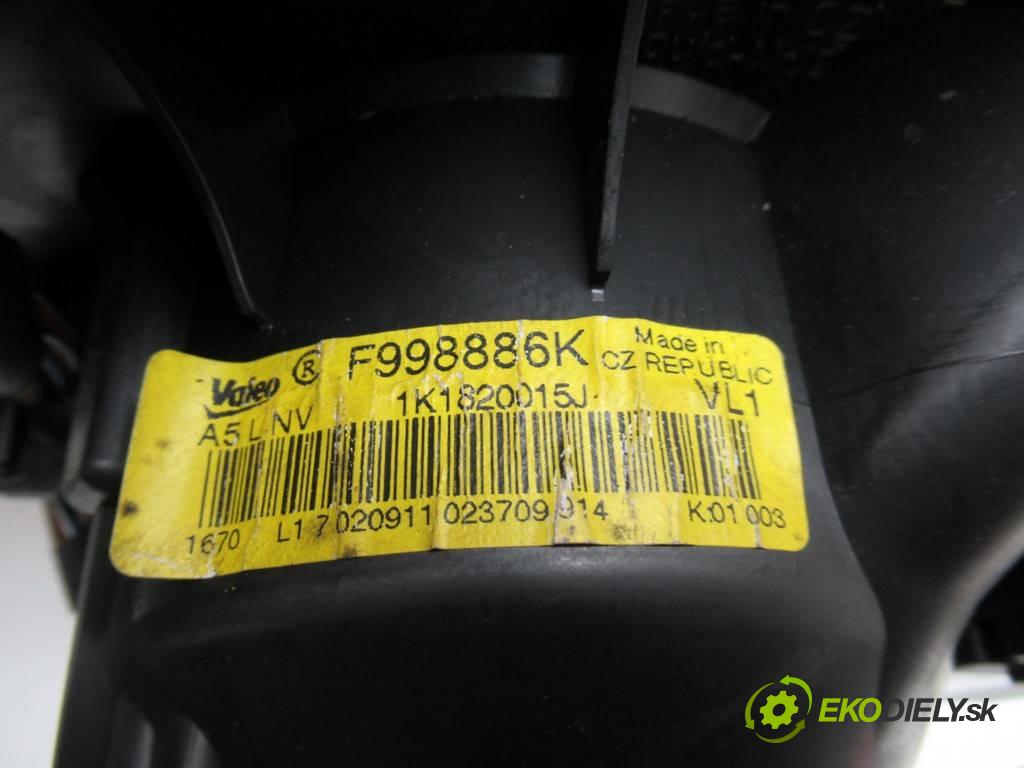 Valeo ® F998886K Made in
CZ REPUBLIC
1K1820015J VL1
A5 L NV
1670 L1 7 020911 023709 914 K:01 003
EKODIELY.sk